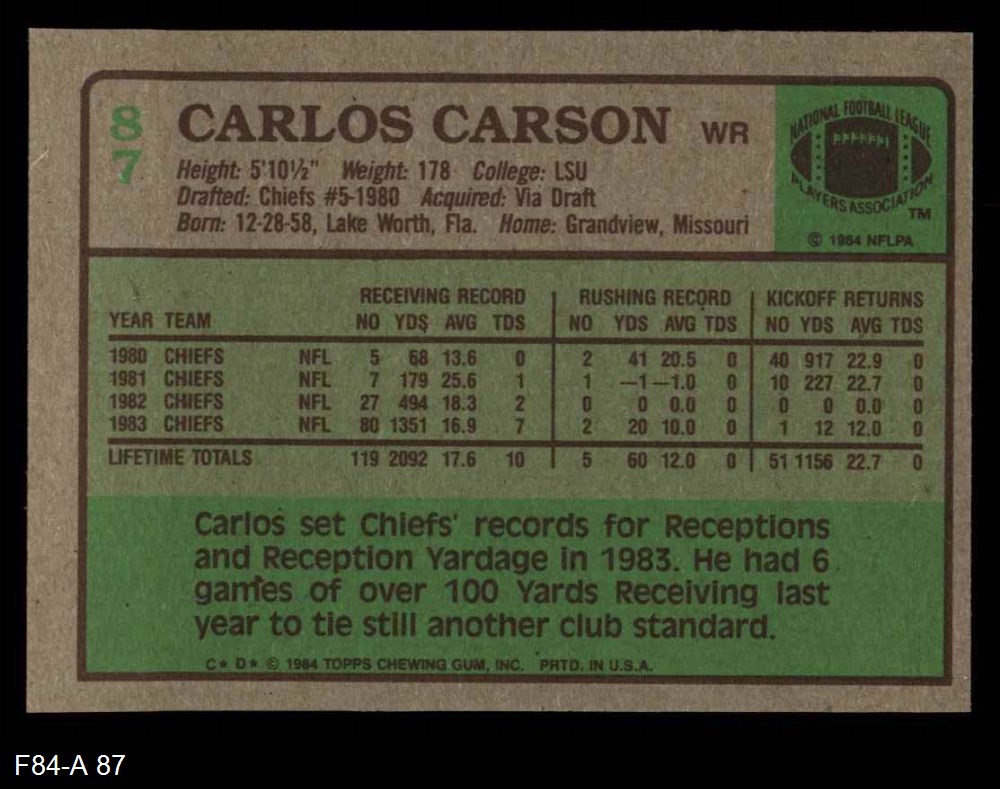 87
CARLOS CARSON WR
Height: 5'10½" Weight: 178 College: LSU
Drafted: Chiefs #5-1980 Acquired: Via Draft
Born: 12-28-58, Lake Worth, Fla. Home: Grandview, Missouri
NATIONAL FOOTBALL LEAGUE
PLAYERS
PLAYERS ASSOCIATION
TM
© 1984 NFLPA
RECEIVING RECORD RUSHING RECORD KICKOFF RETURNS
YEAR TEAM NO YDS AVG TDS NO YDS AVG TDS NO YDS AVG TDS
1980 CHIEFS NFL 5 68 13.6 0 2 41 20.5 0 40 917 22.9 0
1981 CHIEFS NFL 7 179 25.6 1 1 —1 —1.0 0 10 227 22.7 0
1982 CHIEFS NFL 27 494 18.3 2 0 0 0.0 0 0 0 0.0 0
1983 CHIEFS NFL 80 1351 16.9 7 2 20 10.0 0 1 12 12.0 0
LIFETIME TOTALS 119 2092 17.6 10 5 60 12.0 0 51 1156 22.7 0
Carlos set Chiefs' records for Receptions
and Reception Yardage in 1983. He had 6
games of over 100 Yards Receiving last
year to tie still another club standard.
C★ D★ © 1984 TOPPS CHEWING GUM, INC. PRTD. IN U.S.A.
F84-A 87